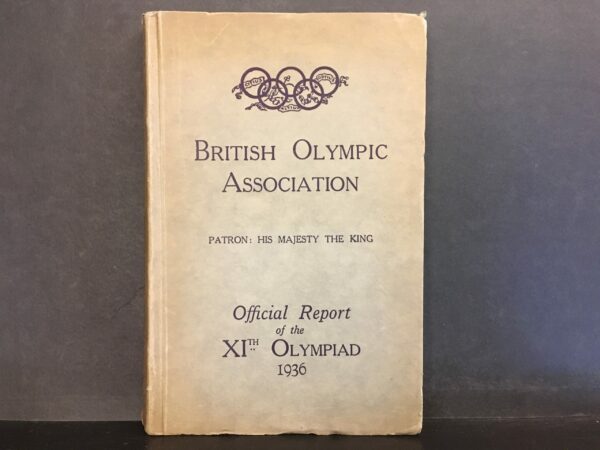 BRITISH OLYMPIC
ASSOCIATION
PATRON: HIS MAJESTY THE KING
Official Report
of the
XITH OLYMPIAD
1936